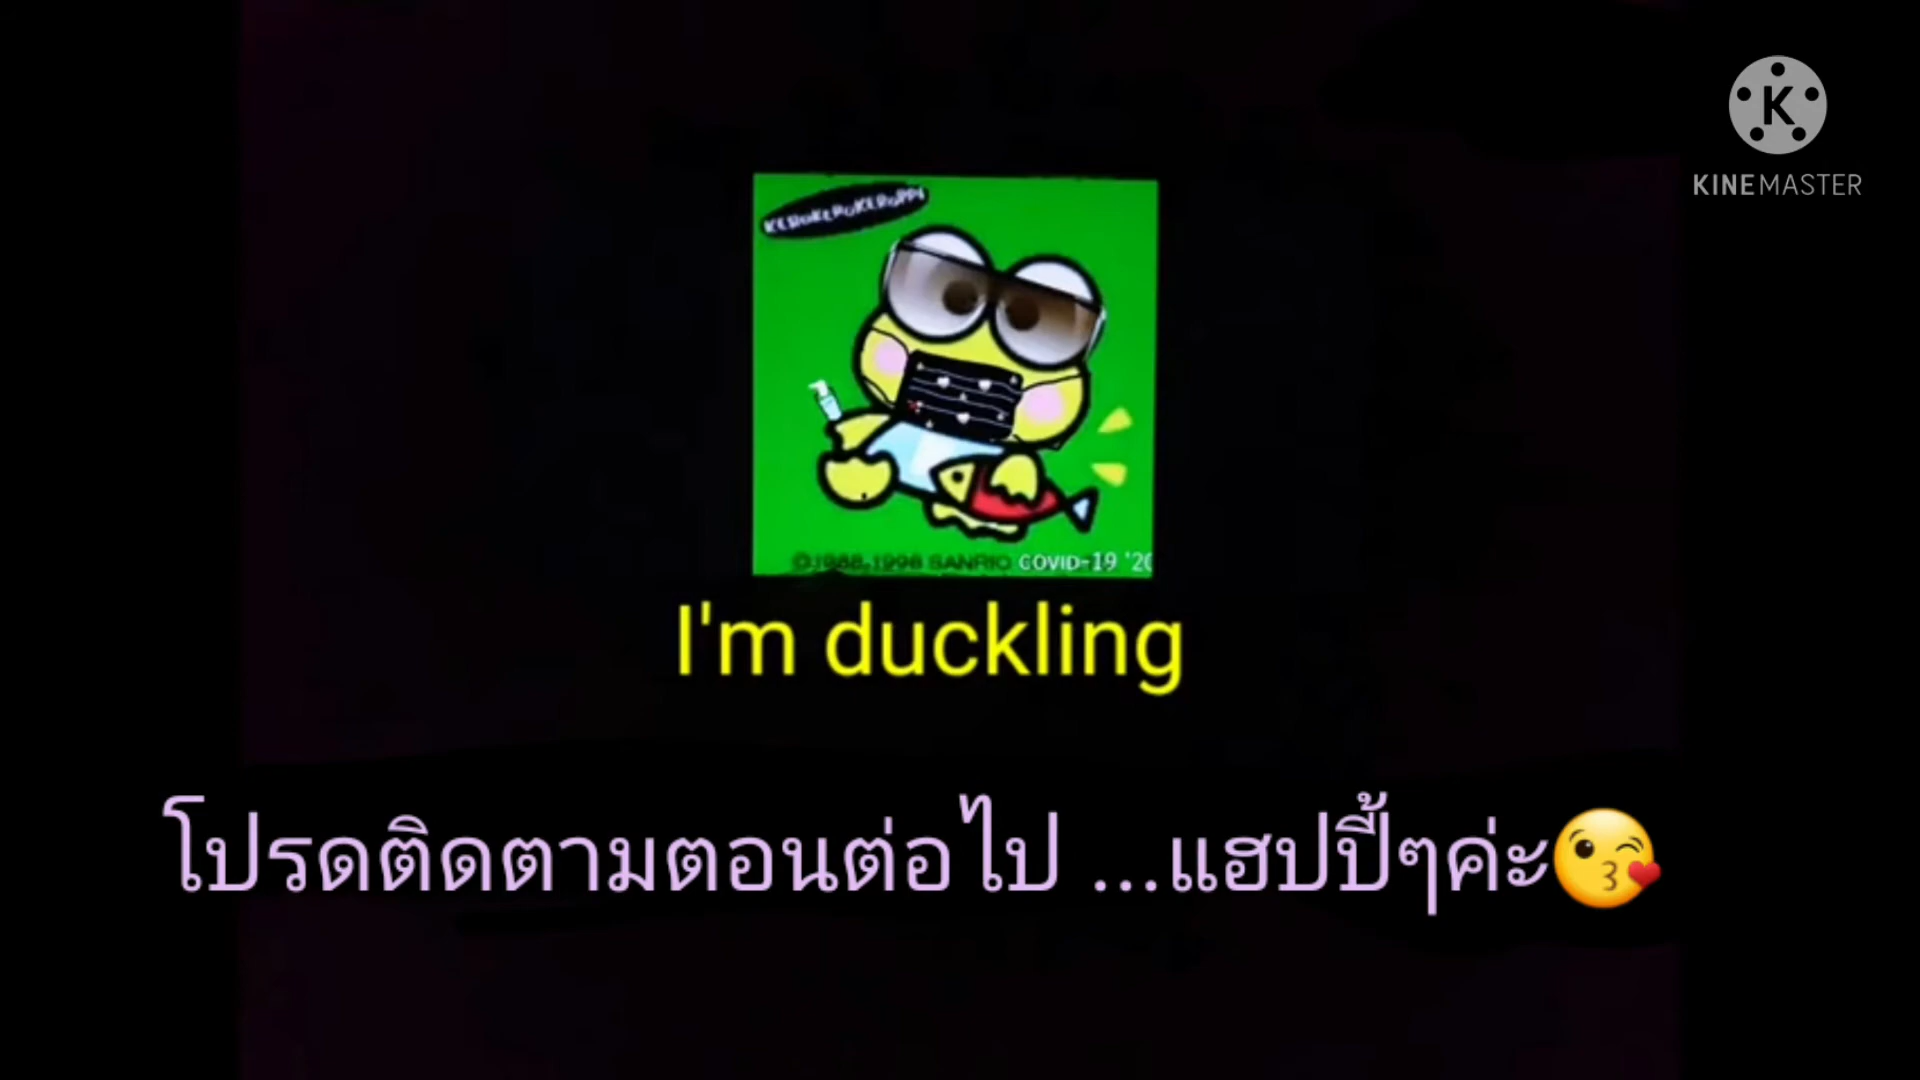 KINEMASTER
KEROKEROKEROPPI
©1988,1998 SANRIO COVID-19 '20
I'm duckling
โปรดติดตามตอนต่อไป ...แฮปปี้ๆค่ะ😘